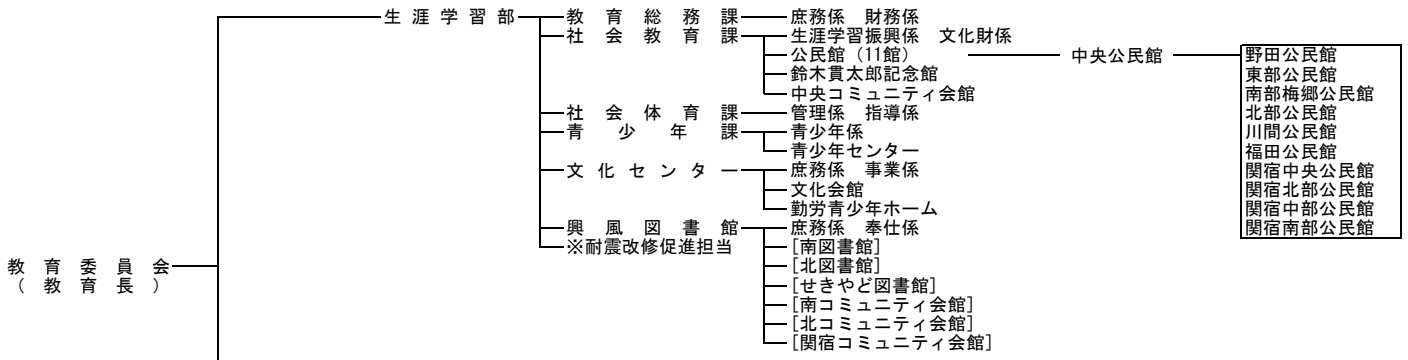 生涯学習部 教育総務課 庶務係 財務係
社会教育課 生涯学習振興係 文化財係
公民館（11館） 中央公民館 野田公民館
鈴木貫太郎記念館 東部公民館
中央コミュニティ会館 南部梅郷公民館
社会体育課 管理係 指導係 北部公民館
青少年課 青少年係 川間公民館
青少年センター 福田公民館
文化センター 庶務係 事業係 関宿中央公民館
文化会館 関宿北部公民館
勤労青少年ホーム 関宿中部公民館
興風図書館 庶務係 奉仕係 関宿南部公民館
※耐震改修促進担当 [南図書館]
教育委員会 [北図書館]
（教育長） [せきやど図書館]
[南コミュニティ会館]
[北コミュニティ会館]
[関宿コミュニティ会館]